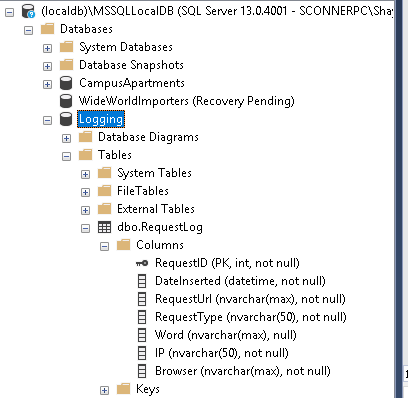 (localdb)\MSSQLLocalDB (SQL Server 13.0.4001 - SCONNERPC\Sha
Databases
System Databases
Database Snapshots
CampusApartments
WideWorldImporters (Recovery Pending)
Logging
Database Diagrams
Tables
System Tables
FileTables
External Tables
dbo.RequestLog
Columns
RequestID (PK, int, not null)
DateInserted (datetime, not null)
RequestUrl (nvarchar(max), not null)
RequestType (nvarchar(50), not null)
Word (nvarchar(max), null)
IP (nvarchar(50), not null)
Browser (nvarchar(max), not null)
Keys